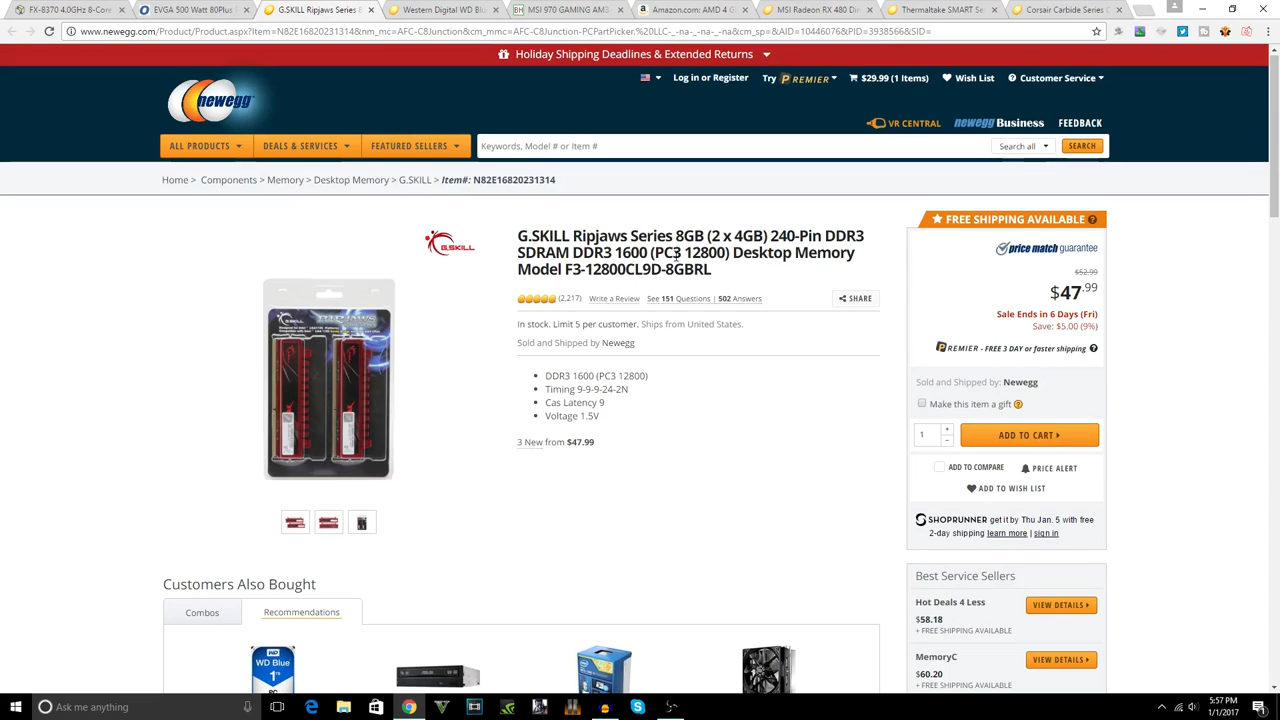 FX-8370 4.0GHz 8-Cor
EVGA 500 Watt 80Plus
G.SKILL Ripjaws Series 8
Western Digital WD Blue
MSI 970 GAMING AM3
Amazon.com: AMD 4 G
MSI Radeon RX 480 Dir
Thermaltake SMART Se
Corsair Carbide Series C
www.newegg.com/Product/Product.aspx?Item=N82E16820231314&nm_mc=AFC-C8Junction&cm_mmc=AFC-C8Junction-PCPartPicker,%20LLC-_-na-_-na-_-na&cm_sp=&AID=10446076&PID=3938566&SID=
Holiday Shipping Deadlines & Extended Returns
newegg
Log in or Register
Try PREMIER
$29.99 (1 Items)
Wish List
Customer Service
VR CENTRAL
newegg Business
FEEDBACK
ALL PRODUCTS
DEALS & SERVICES
FEATURED SELLERS
Keywords, Model # or Item #
Search all
SEARCH
Home > Components > Memory > Desktop Memory > G.SKILL > Item#: N82E16820231314
G.SKILL
G.SKILL Ripjaws Series 8GB (2 x 4GB) 240-Pin DDR3
SDRAM DDR3 1600 (PC3 12800) Desktop Memory
Model F3-12800CL9D-8GBRL
(2,217) Write a Review See 151 Questions | 502 Answers
SHARE
In stock. Limit 5 per customer. Ships from United States.
Sold and Shipped by Newegg
DDR3 1600 (PC3 12800)
Timing 9-9-9-24-2N
Cas Latency 9
Voltage 1.5V
3 New from $47.99
FREE SHIPPING AVAILABLE
price match guarantee
$52.99
$47.99
Sale Ends in 6 Days (Fri)
Save: $5.00 (9%)
PREMIER - FREE 3 DAY or faster shipping
Sold and Shipped by: Newegg
Make this item a gift
1
ADD TO CART
ADD TO COMPARE
PRICE ALERT
ADD TO WISH LIST
SHOPRUNNER get it by Thu Jan. 5 with free
2-day shipping learn more | sign in
Customers Also Bought
Combos
Recommendations
WD Blue
1TB
PC
Best Service Sellers
Hot Deals 4 Less
VIEW DETAILS
$58.18
+ FREE SHIPPING AVAILABLE
MemoryC
VIEW DETAILS
$60.20
+ FREE SHIPPING AVAILABLE
Ask me anything
5:57 PM
1/1/2017